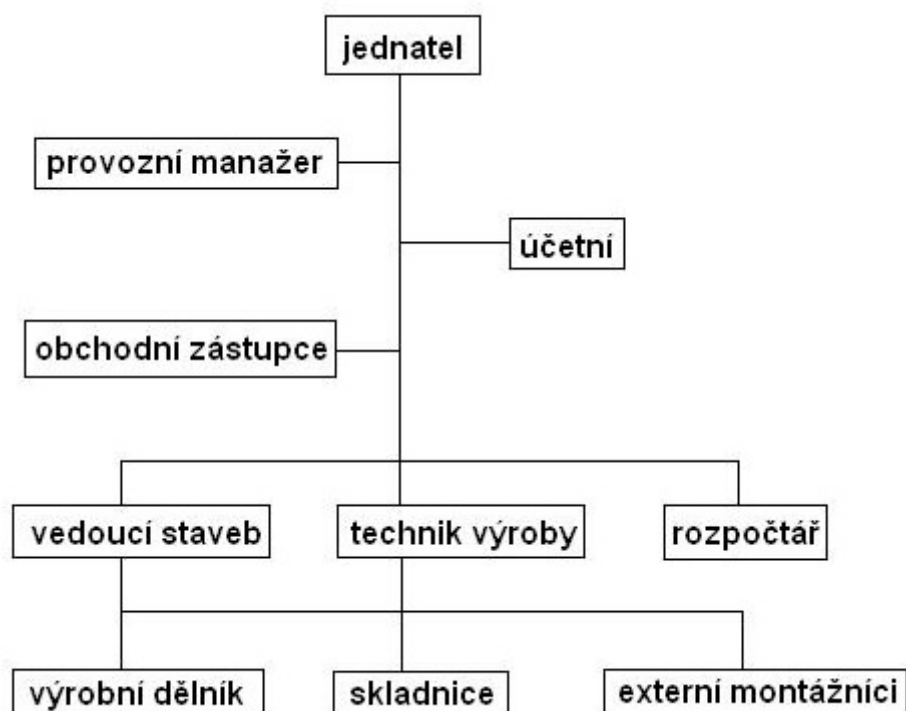 jednatel
provozní manažer
účetní
obchodní zástupce
vedoucí staveb
technik výroby
rozpočtář
výrobní dělník
skladnice
externí montážníci